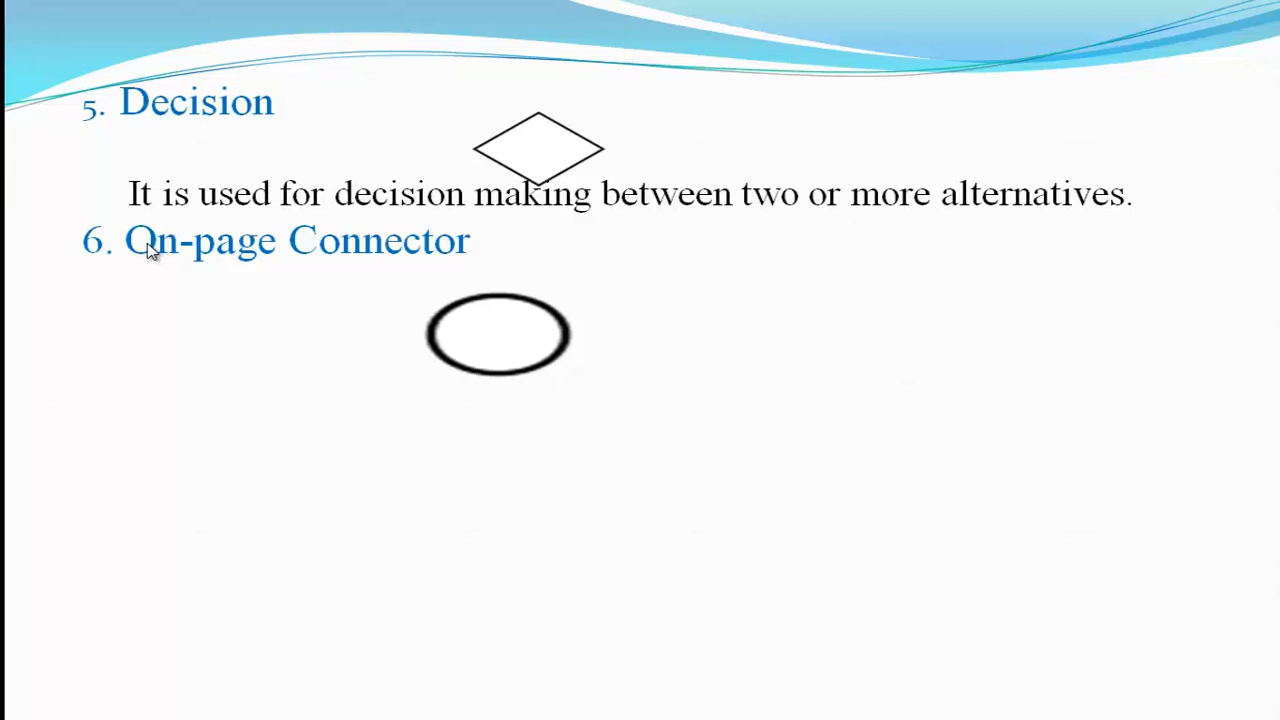 5. Decision
It is used for decision making between two or more alternatives.
6. On-page Connector